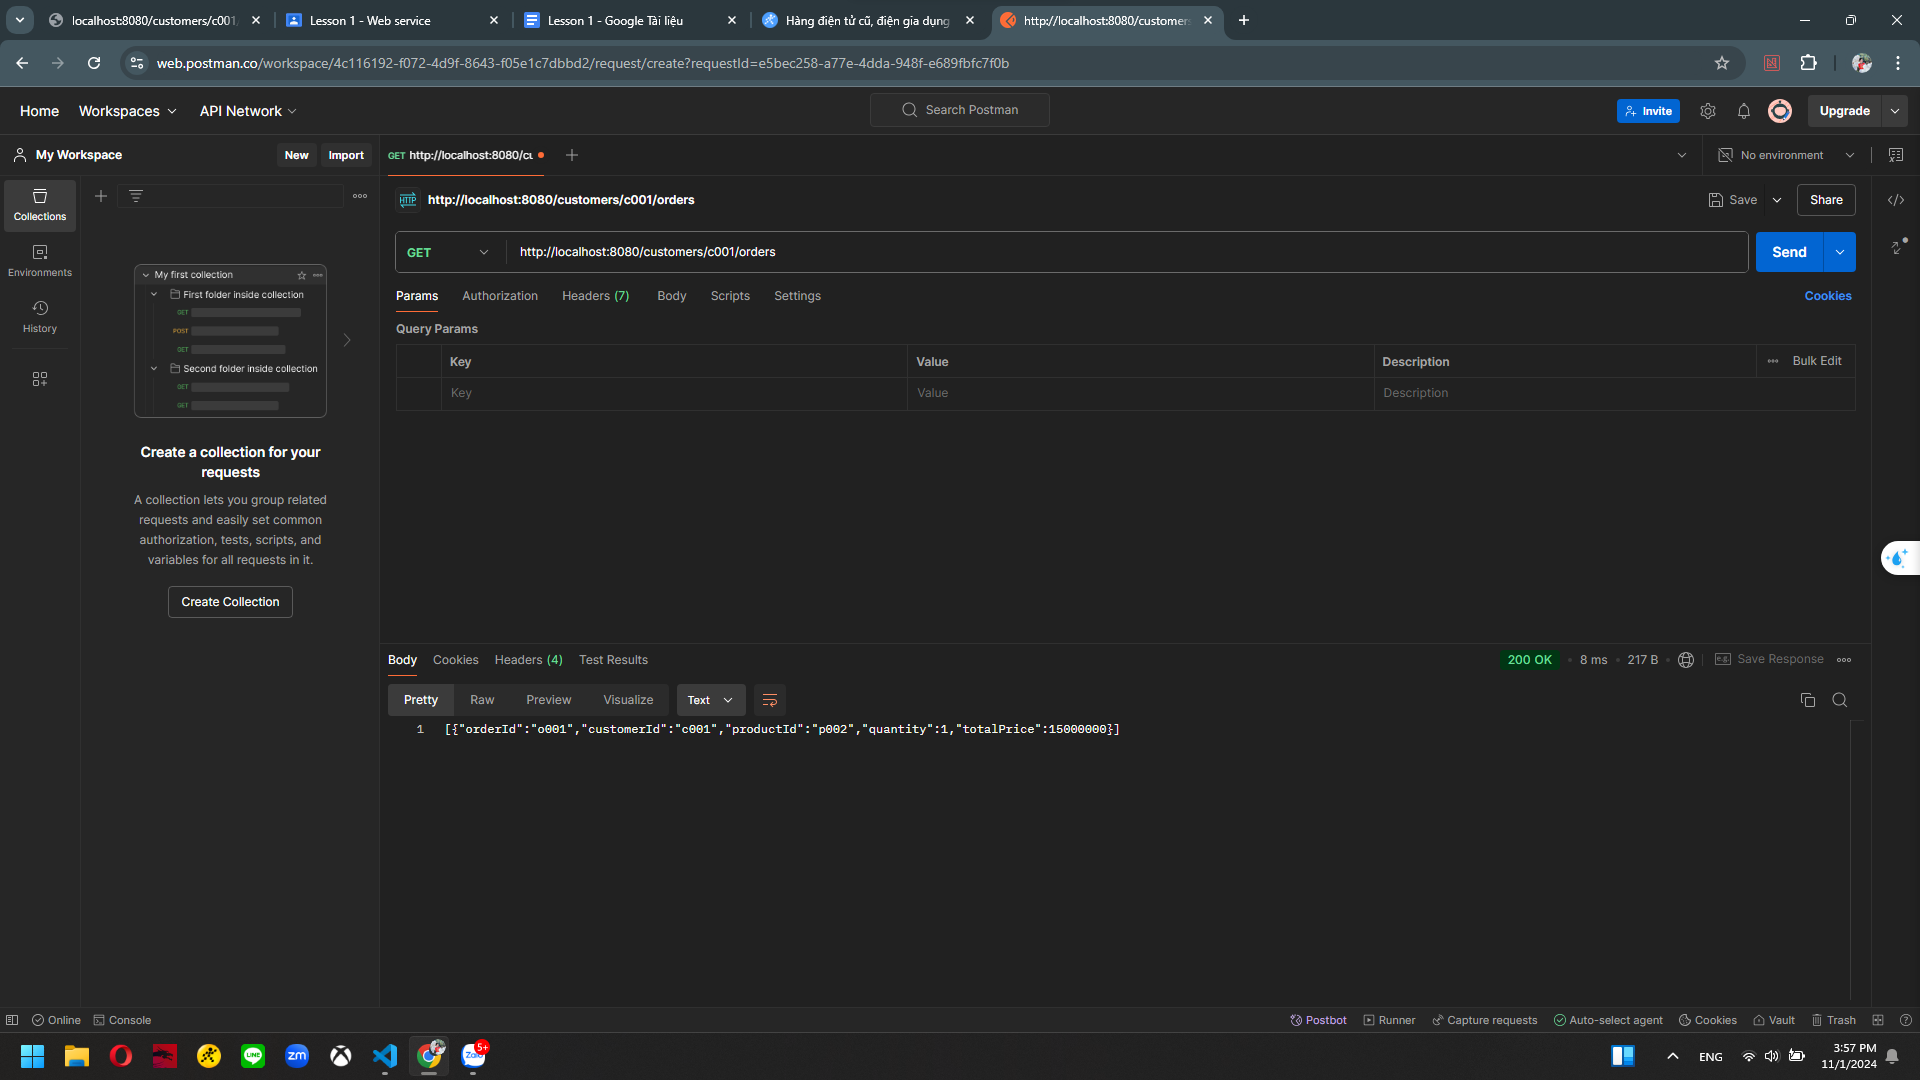 localhost:8080/customers/c001
Lesson 1 - Web service
Lesson 1 - Google Tài liệu
Hàng điện tử cũ, điện gia dụng
http://localhost:8080/customers
web.postman.co/workspace/4c116192-f072-4d9f-8643-f05e1c7dbbd2/request/create?requestId=e5bec258-a77e-4dda-948f-e689fbfc7f0b
Home
Workspaces
API Network
Search Postman
Invite
Upgrade
My Workspace
New
Import
GET http://localhost:8080/cu
No environment
Collections
Environments
History
My first collection
First folder inside collection
GET
POST
GET
Second folder inside collection
GET
GET
Create a collection for your
requests
A collection lets you group related
requests and easily set common
authorization, tests, scripts, and
variables for all requests in it.
Create Collection
HTTP
http://localhost:8080/customers/c001/orders
Save
Share
GET
http://localhost:8080/customers/c001/orders
Send
Params
Authorization
Headers (7)
Body
Scripts
Settings
Cookies
Query Params
Key
Value
Description
Bulk Edit
Key
Value
Description
Body
Cookies
Headers (4)
Test Results
200 OK
8 ms
217 B
e.g.
Save Response
Pretty
Raw
Preview
Visualize
Text
1 [{"orderId":"o001","customerId":"c001","productId":"p002","quantity":1,"totalPrice":15000000}]
Online
Console
Postbot
Runner
Capture requests
Auto-select agent
Cookies
Vault
Trash
LINE
zm
Zalo
5+
ENG
3:57 PM
11/1/2024